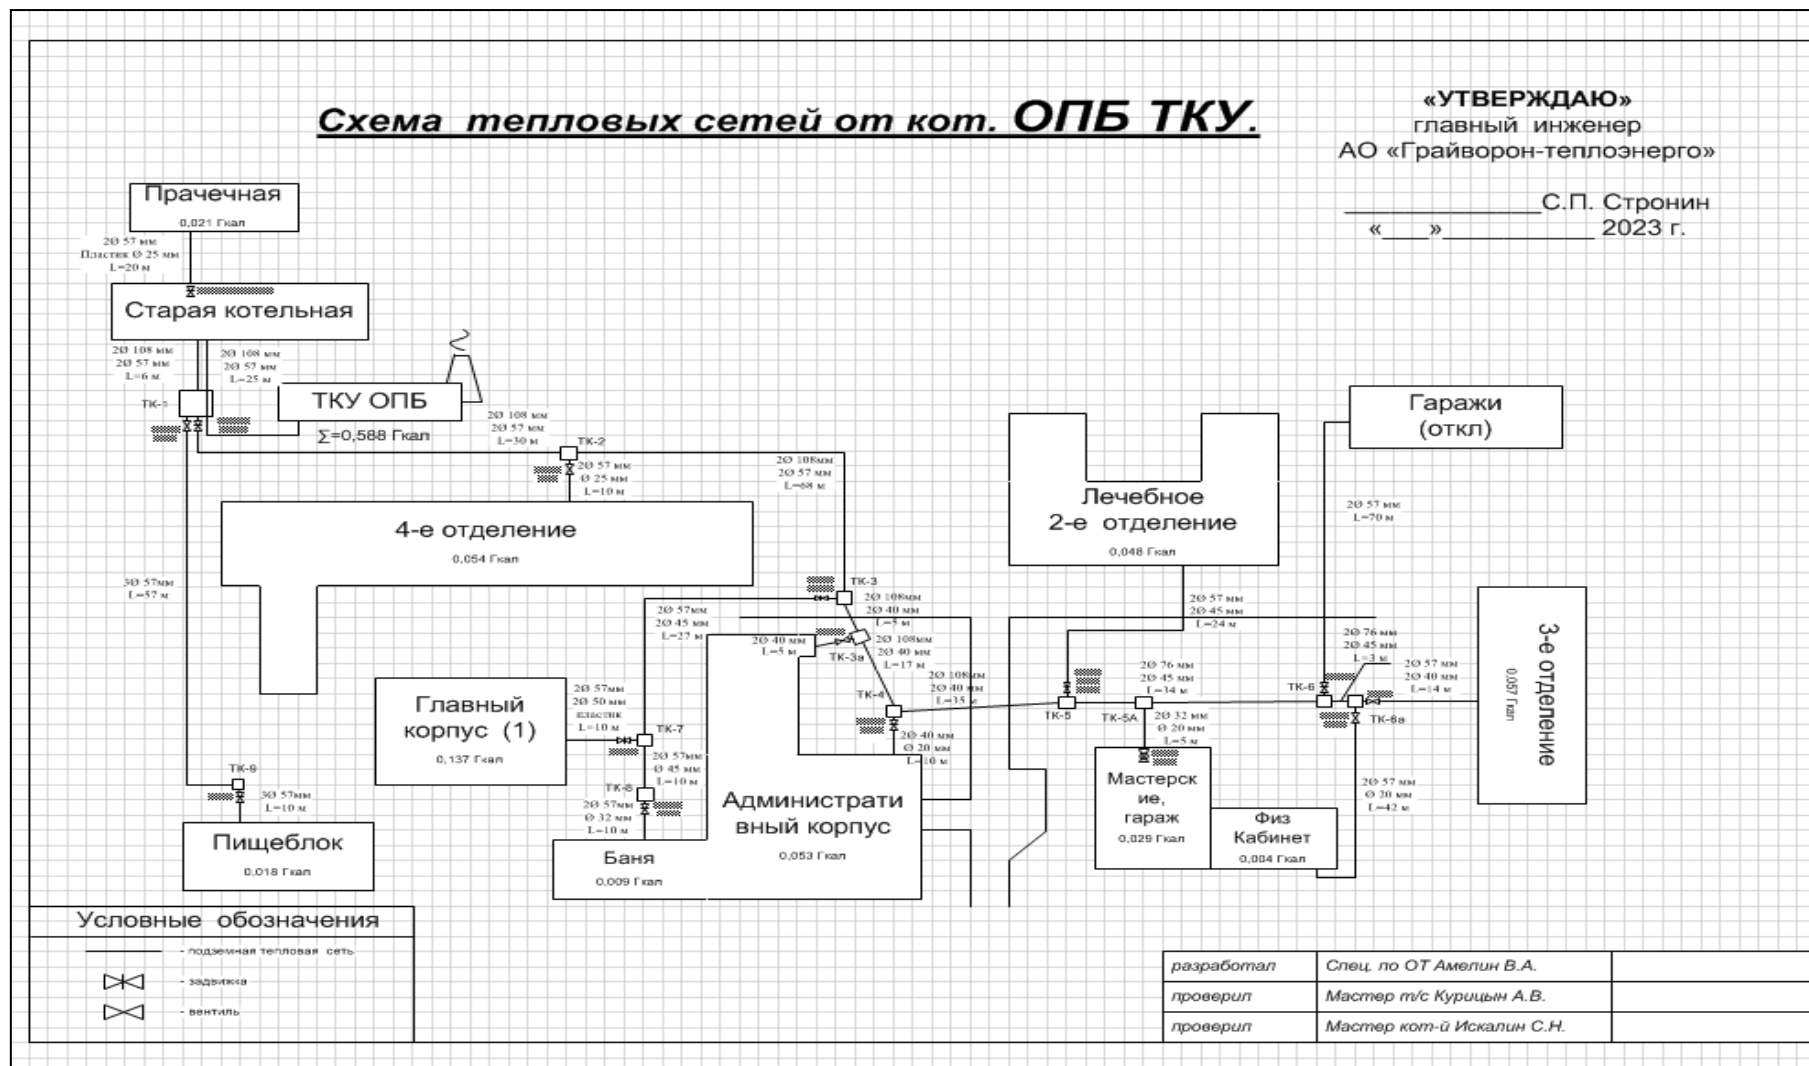 Схема тепловых сетей от кот. ОПБ ТКУ.
«УТВЕРЖДАЮ»
главный инженер
АО «Грайворон-теплоэнерго»
_______________С.П. Стронин
«___»____________ 2023 г.
Прачечная
0,021 Гкал
2Ø 57 мм
Пластик Ø 25 мм
L=20 м
Старая котельная
2Ø 108 мм
2Ø 57 мм
L=6 м
2Ø 108 мм
2Ø 57 мм
L=25 м
ТК-1
ТКУ ОПБ
∑=0,588 Гкал
2Ø 108 мм
2Ø 57 мм
L=30 м
ТК-2
2Ø 57 мм
Ø 25 мм
L=10 м
2Ø 108мм
2Ø 57 мм
L=68 м
4-е отделение
0,054 Гкал
3Ø 57мм
L=57 м
Лечебное
2-е отделение
0,048 Гкал
Гаражи
(откл)
2Ø 57 мм
L=70 м
ТК-3
2Ø 108мм
2Ø 40 мм
L=5 м
2Ø 57мм
2Ø 45 мм
L=27 м
2Ø 40 мм
L=5 м
ТК-3а
2Ø 108мм
2Ø 40 мм
L=17 м
2Ø 57 мм
2Ø 45 мм
L=24 м
3-е отделение
0,057 Гкал
2Ø 76 мм
2Ø 45 мм
L=3 м
2Ø 57 мм
2Ø 40 мм
L=14 м
Главный
корпус (1)
0,137 Гкал
2Ø 57мм
2Ø 50 мм
пластик
L=10 м
ТК-4
2Ø 108мм
2Ø 40 мм
L=35 м
2Ø 76 мм
2Ø 45 мм
L=34 м
ТК-5
ТК-5А
ТК-6
ТК-6а
ТК-7
2Ø 57мм
Ø 45 мм
L=10 м
2Ø 40 мм
Ø 20 мм
L=10 м
2Ø 32 мм
Ø 20 мм
L=5 м
ТК-9
3Ø 57мм
L=10 м
ТК-8
2Ø 57мм
Ø 32 мм
L=10 м
2Ø 57 мм
Ø 20 мм
L=42 м
Пищеблок
0,018 Гкал
Баня
0,009 Гкал
Администрати
вный корпус
0,053 Гкал
Мастерск
ие,
гараж
0,029 Гкал
Физ
Кабинет
0,004 Гкал
Условные обозначения
- подземная тепловая сеть
- задвижка
- вентиль
разработал Спец. по ОТ Амелин В.А.
проверил Мастер т/с Курицын А.В.
проверил Мастер кот-й Искалин С.Н.